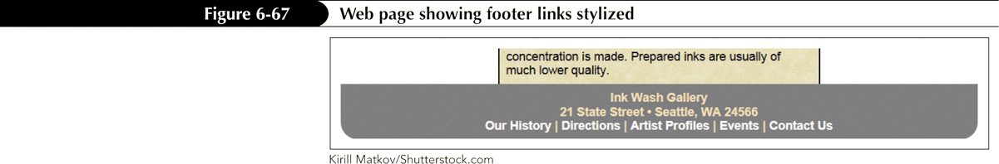 Figure 6-67 Web page showing footer links stylized
concentration is made. Prepared inks are usually of
much lower quality.
Ink Wash Gallery
21 State Street • Seattle, WA 24566
Our History | Directions | Artist Profiles | Events | Contact Us
Kirill Matkov/Shutterstock.com